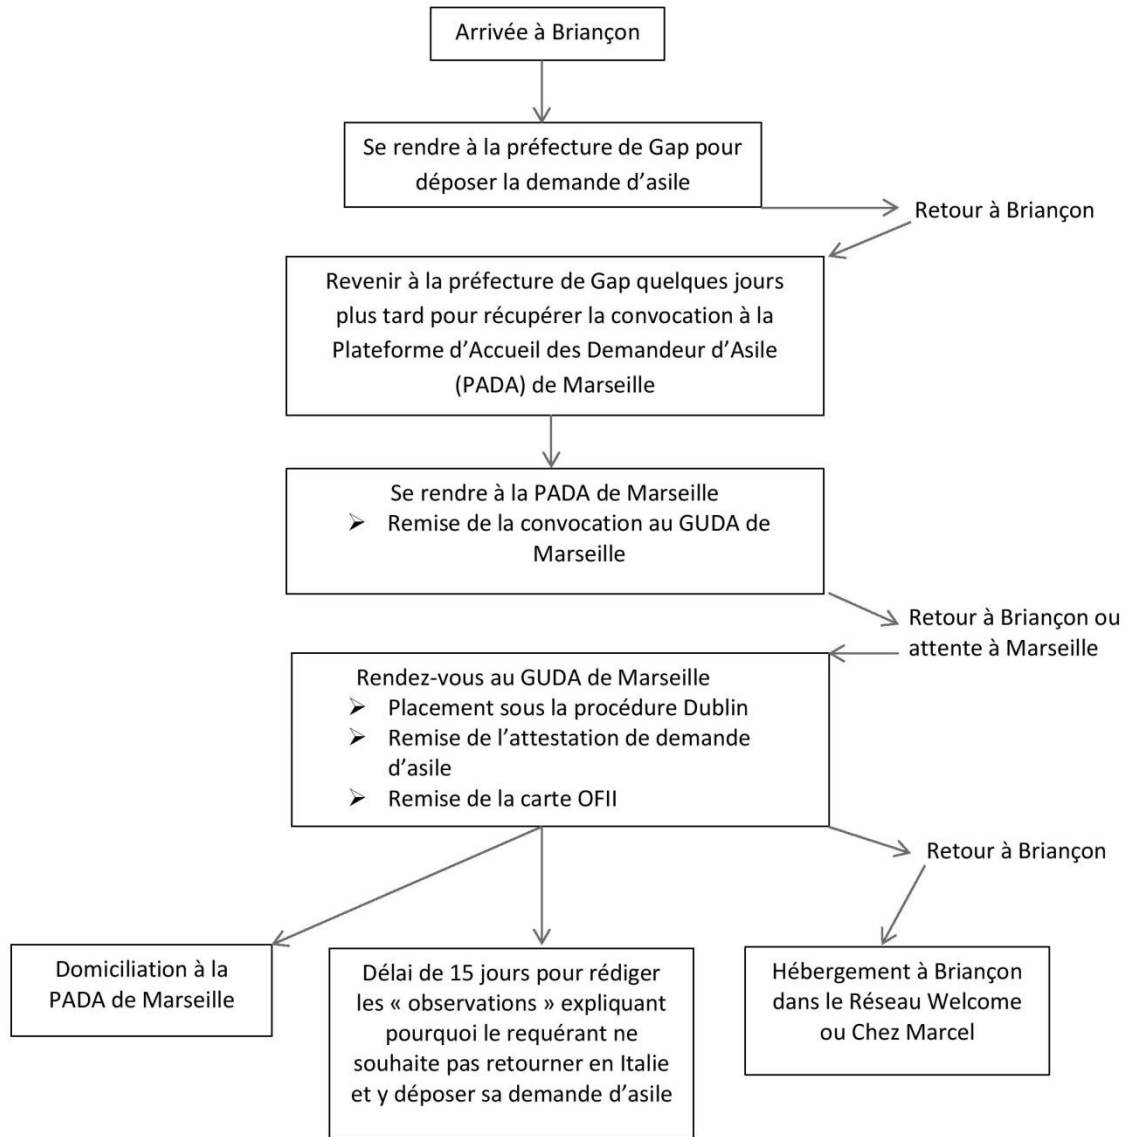 Arrivée à Briançon
Se rendre à la préfecture de Gap pour
déposer la demande d'asile
Retour à Briançon
Revenir à la préfecture de Gap quelques jours
plus tard pour récupérer la convocation à la
Plateforme d'Accueil des Demandeur d'Asile
(PADA) de Marseille
Se rendre à la PADA de Marseille
➢ Remise de la convocation au GUDA de
Marseille
Retour à Briançon ou
attente à Marseille
Rendez-vous au GUDA de Marseille
➢ Placement sous la procédure Dublin
➢ Remise de l'attestation de demande
d'asile
➢ Remise de la carte OFII
Retour à Briançon
Domiciliation à la
PADA de Marseille
Délai de 15 jours pour rédiger
les « observations » expliquant
pourquoi le requérant ne
souhaite pas retourner en Italie
et y déposer sa demande d'asile
Hébergement à Briançon
dans le Réseau Welcome
ou Chez Marcel